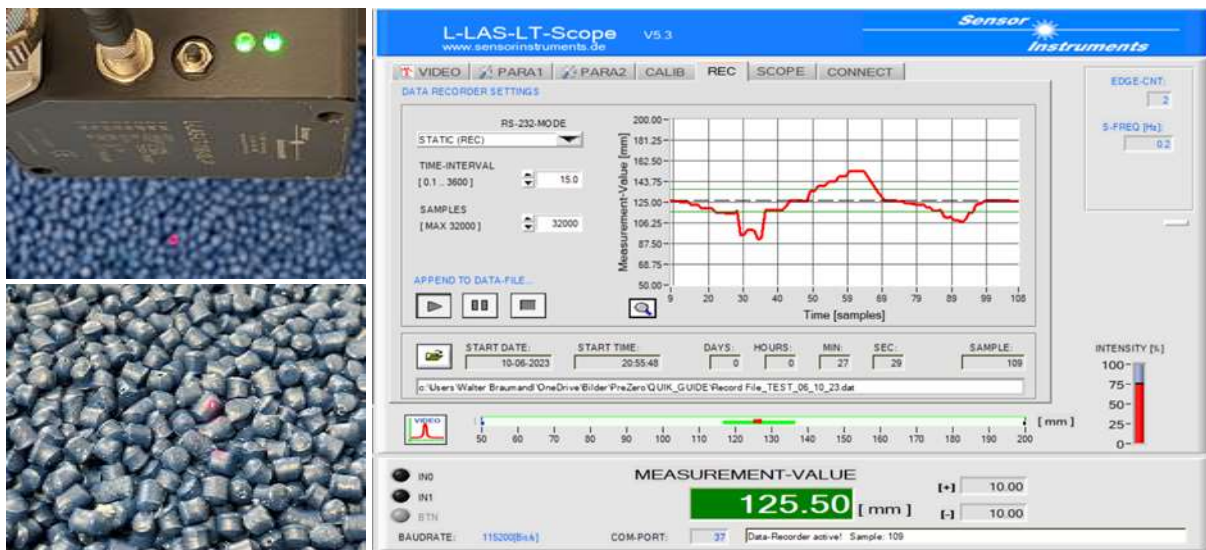 L-LAS-LT-Scope V5.3
www.sensorinstruments.de
Sensor
Instruments
VIDEO PARA1 PARA2 CALIB REC SCOPE CONNECT
DATA RECORDER SETTINGS
RS-232-MODE
STATIC (REC)
TIME-INTERVAL
[ 0.1 .. 3600 ] 15.0
SAMPLES
[ MAX 32000 ] 32000
APPEND TO DATA-FILE...
Measurement-Value [mm]
200.00
181.25
162.50
143.75
125.00
106.25
87.50
68.75
50.00
9 20 30 40 50 59 69 79 89 99 108
Time [samples]
EDGE-CNT:
2
S-FREQ [Hz]:
0.2
START DATE: START TIME: DAYS: HOURS: MIN: SEC: SAMPLE:
10-06-2023 20:55:48 0 0 27 29 109
c:\Users\Walter Braumand\OneDrive\Bilder\PreZero\QUIK_GUIDE\Record File_TEST_06_10_23.dat
INTENSITY [%]
100
75
50
25
0
VIDEO
50 60 70 80 90 100 110 120 130 140 150 160 170 180 190 200 [ mm ]
IN0
IN1
BTN
MEASUREMENT-VALUE
125.50 [ mm ]
[+] 10.00
[-] 10.00
BAUDRATE: 115200[Bit/s] COM-PORT: 37 Data-Recorder active! Sample: 109